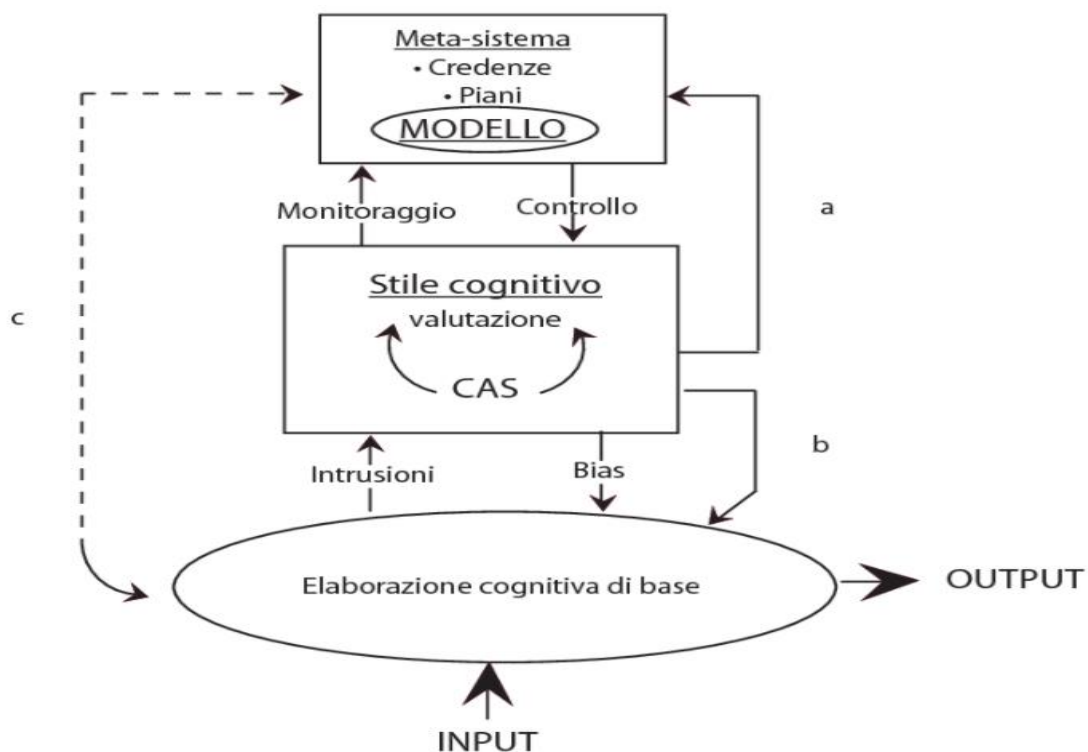 Meta-sistema
• Credenze
• Piani
MODELLO
Monitoraggio
Controllo
a
Stile cognitivo
valutazione
c
CAS
b
Intrusioni
Bias
Elaborazione cognitiva di base
OUTPUT
INPUT